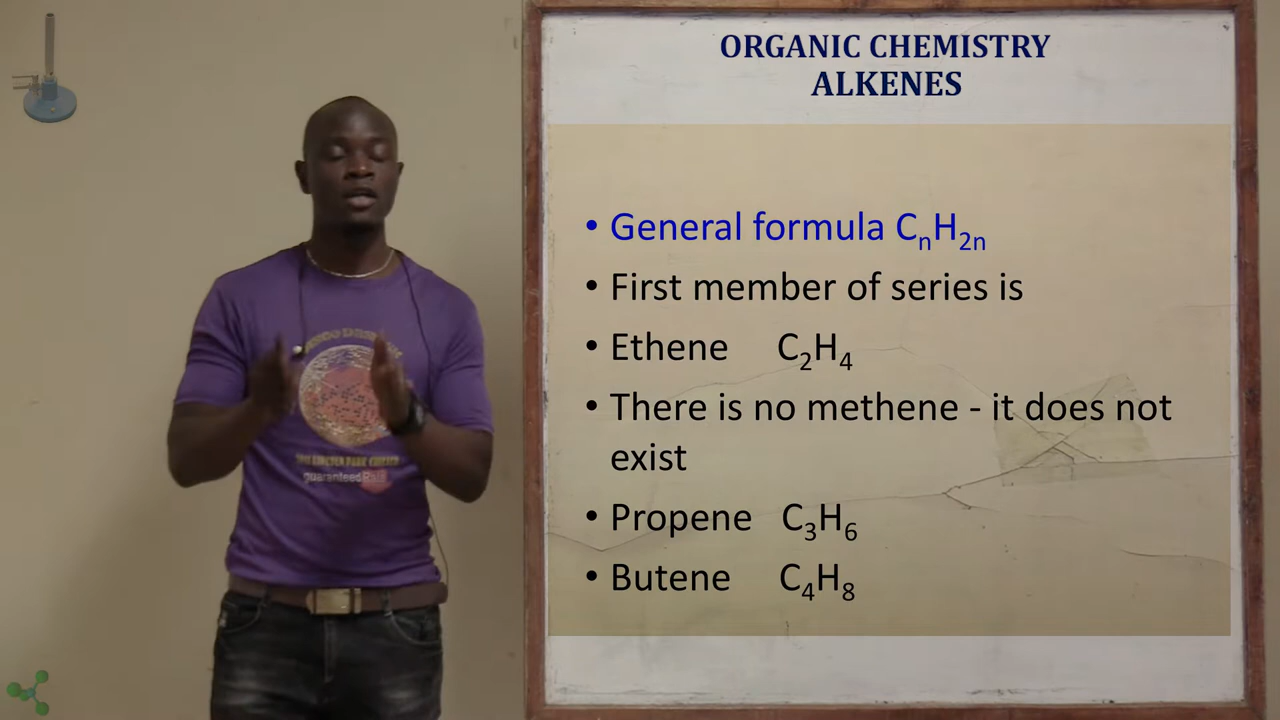 ORGANIC CHEMISTRY
ALKENES
• General formula CₙH₂ₙ
• First member of series is
• Ethene C₂H₄
• There is no methene - it does not
exist
• Propene C₃H₆
• Butene C₄H₈
guaranteedRate